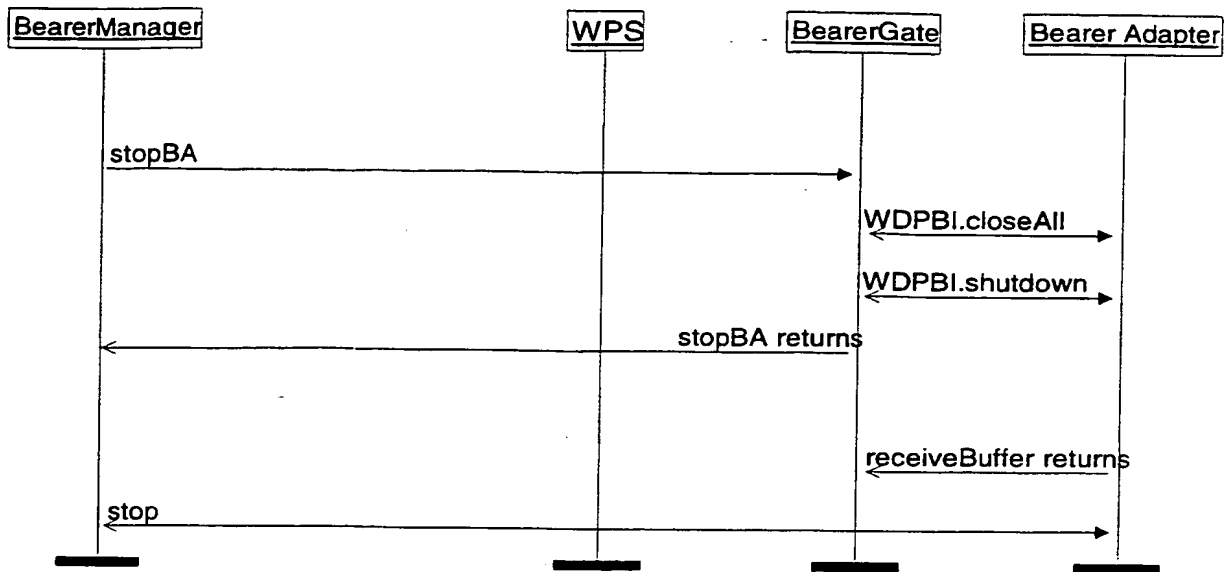 BearerManager WPS BearerGate Bearer Adapter
stopBA
WDPBI.closeAll
WDPBI.shutdown
stopBA returns
receiveBuffer returns
stop